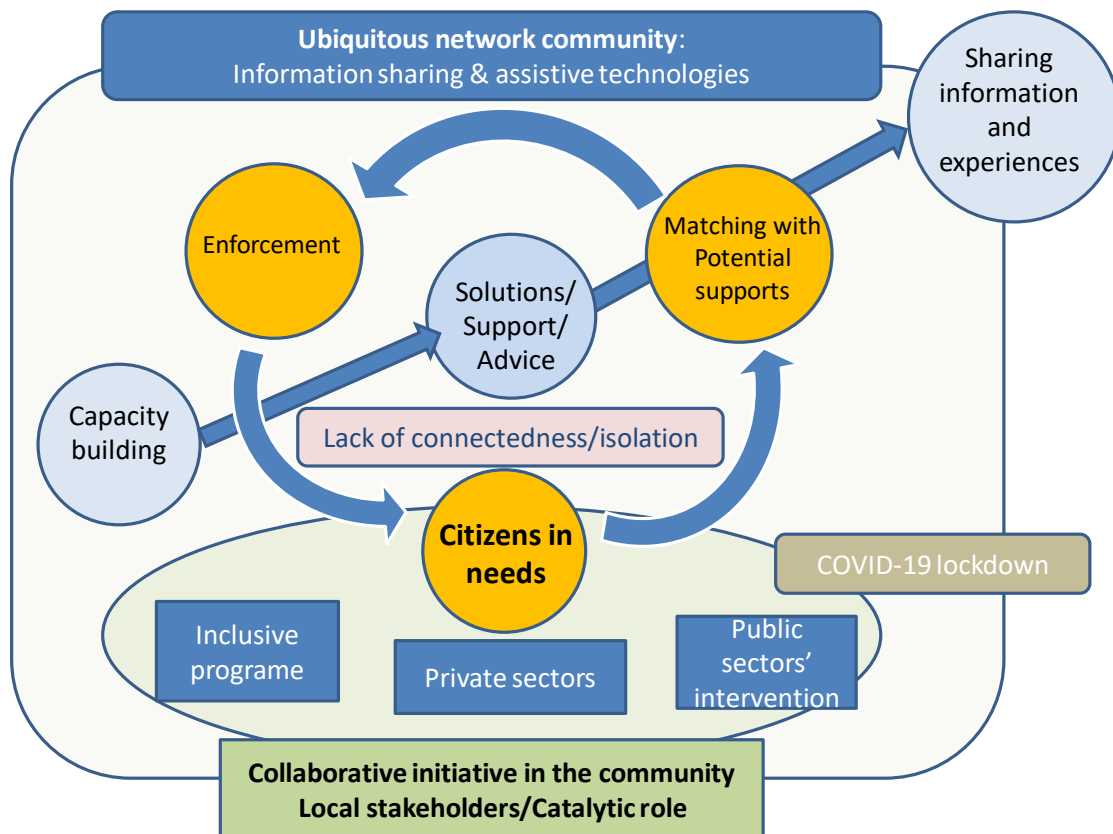 Ubiquitous network community:
Information sharing & assistive technologies
Sharing
information
and
experiences
Enforcement
Matching with
Potential
supports
Solutions/
Support/
Advice
Capacity
building
Lack of connectedness/isolation
Citizens in
needs
COVID-19 lockdown
Inclusive
programe
Private sectors
Public
sectors’
intervention
Collaborative initiative in the community
Local stakeholders/Catalytic role